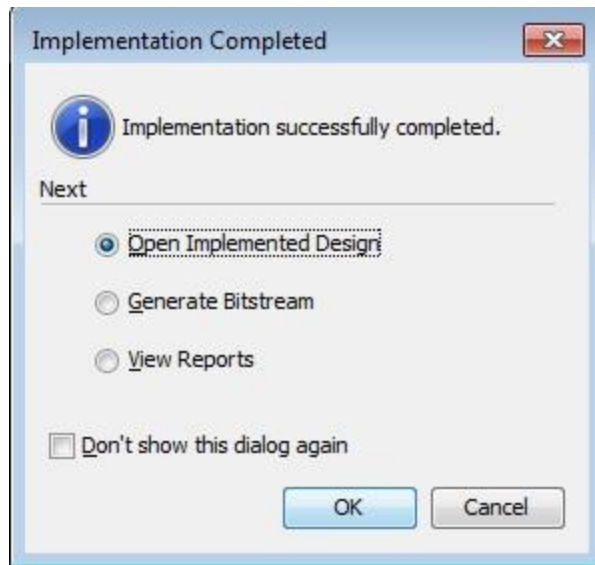 Implementation Completed
Implementation successfully completed.
Next
Open Implemented Design
Generate Bitstream
View Reports
Don't show this dialog again
OK
Cancel